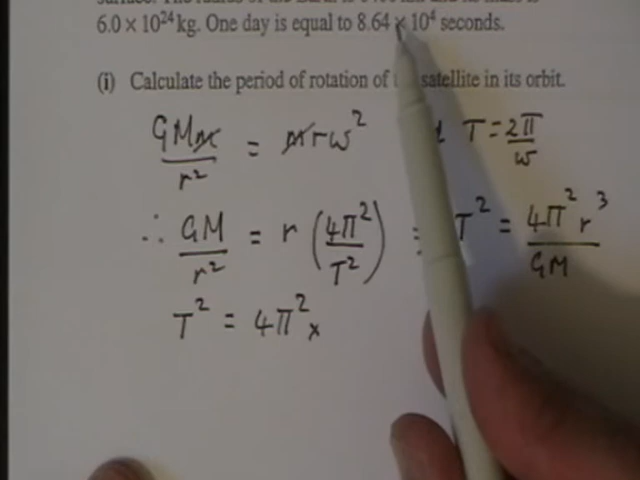 6.0 × 10²⁴ kg. One day is equal to 8.64 × 10⁴ seconds.
(i) Calculate the period of rotation of satellite in its orbit.
GMm/r² = mrω² T = 2π/ω
∴ GM/r² = r (4π²/T²) T² = 4π²r³/GM
T² = 4π² ×